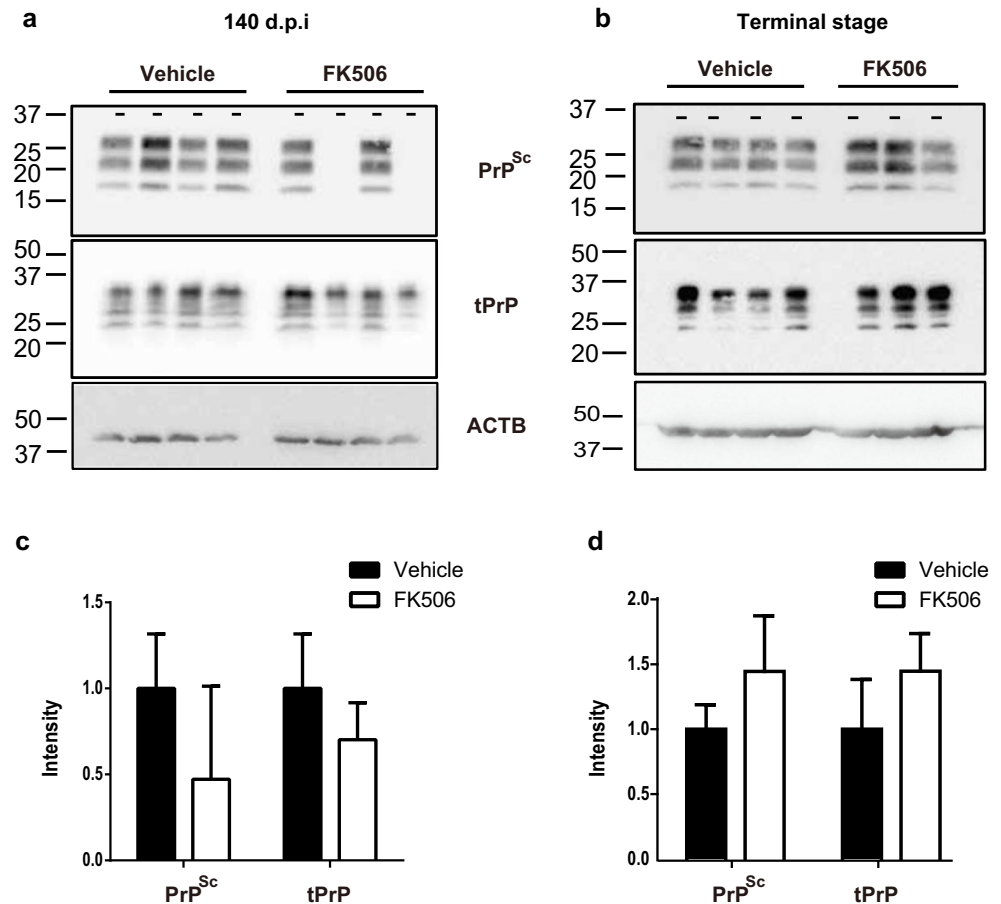 a
140 d.p.i
Vehicle
FK506
37
25
20
15
PrP^Sc
50
37
25
20
tPrP
50
37
ACTB
b
Terminal stage
Vehicle
FK506
37
25
20
15
50
37
25
20
50
37
c
Vehicle
FK506
1.5
1.0
0.5
0.0
Intensity
PrP^Sc
tPrP
d
Vehicle
FK506
2.0
1.5
1.0
0.5
0.0
Intensity
PrP^Sc
tPrP